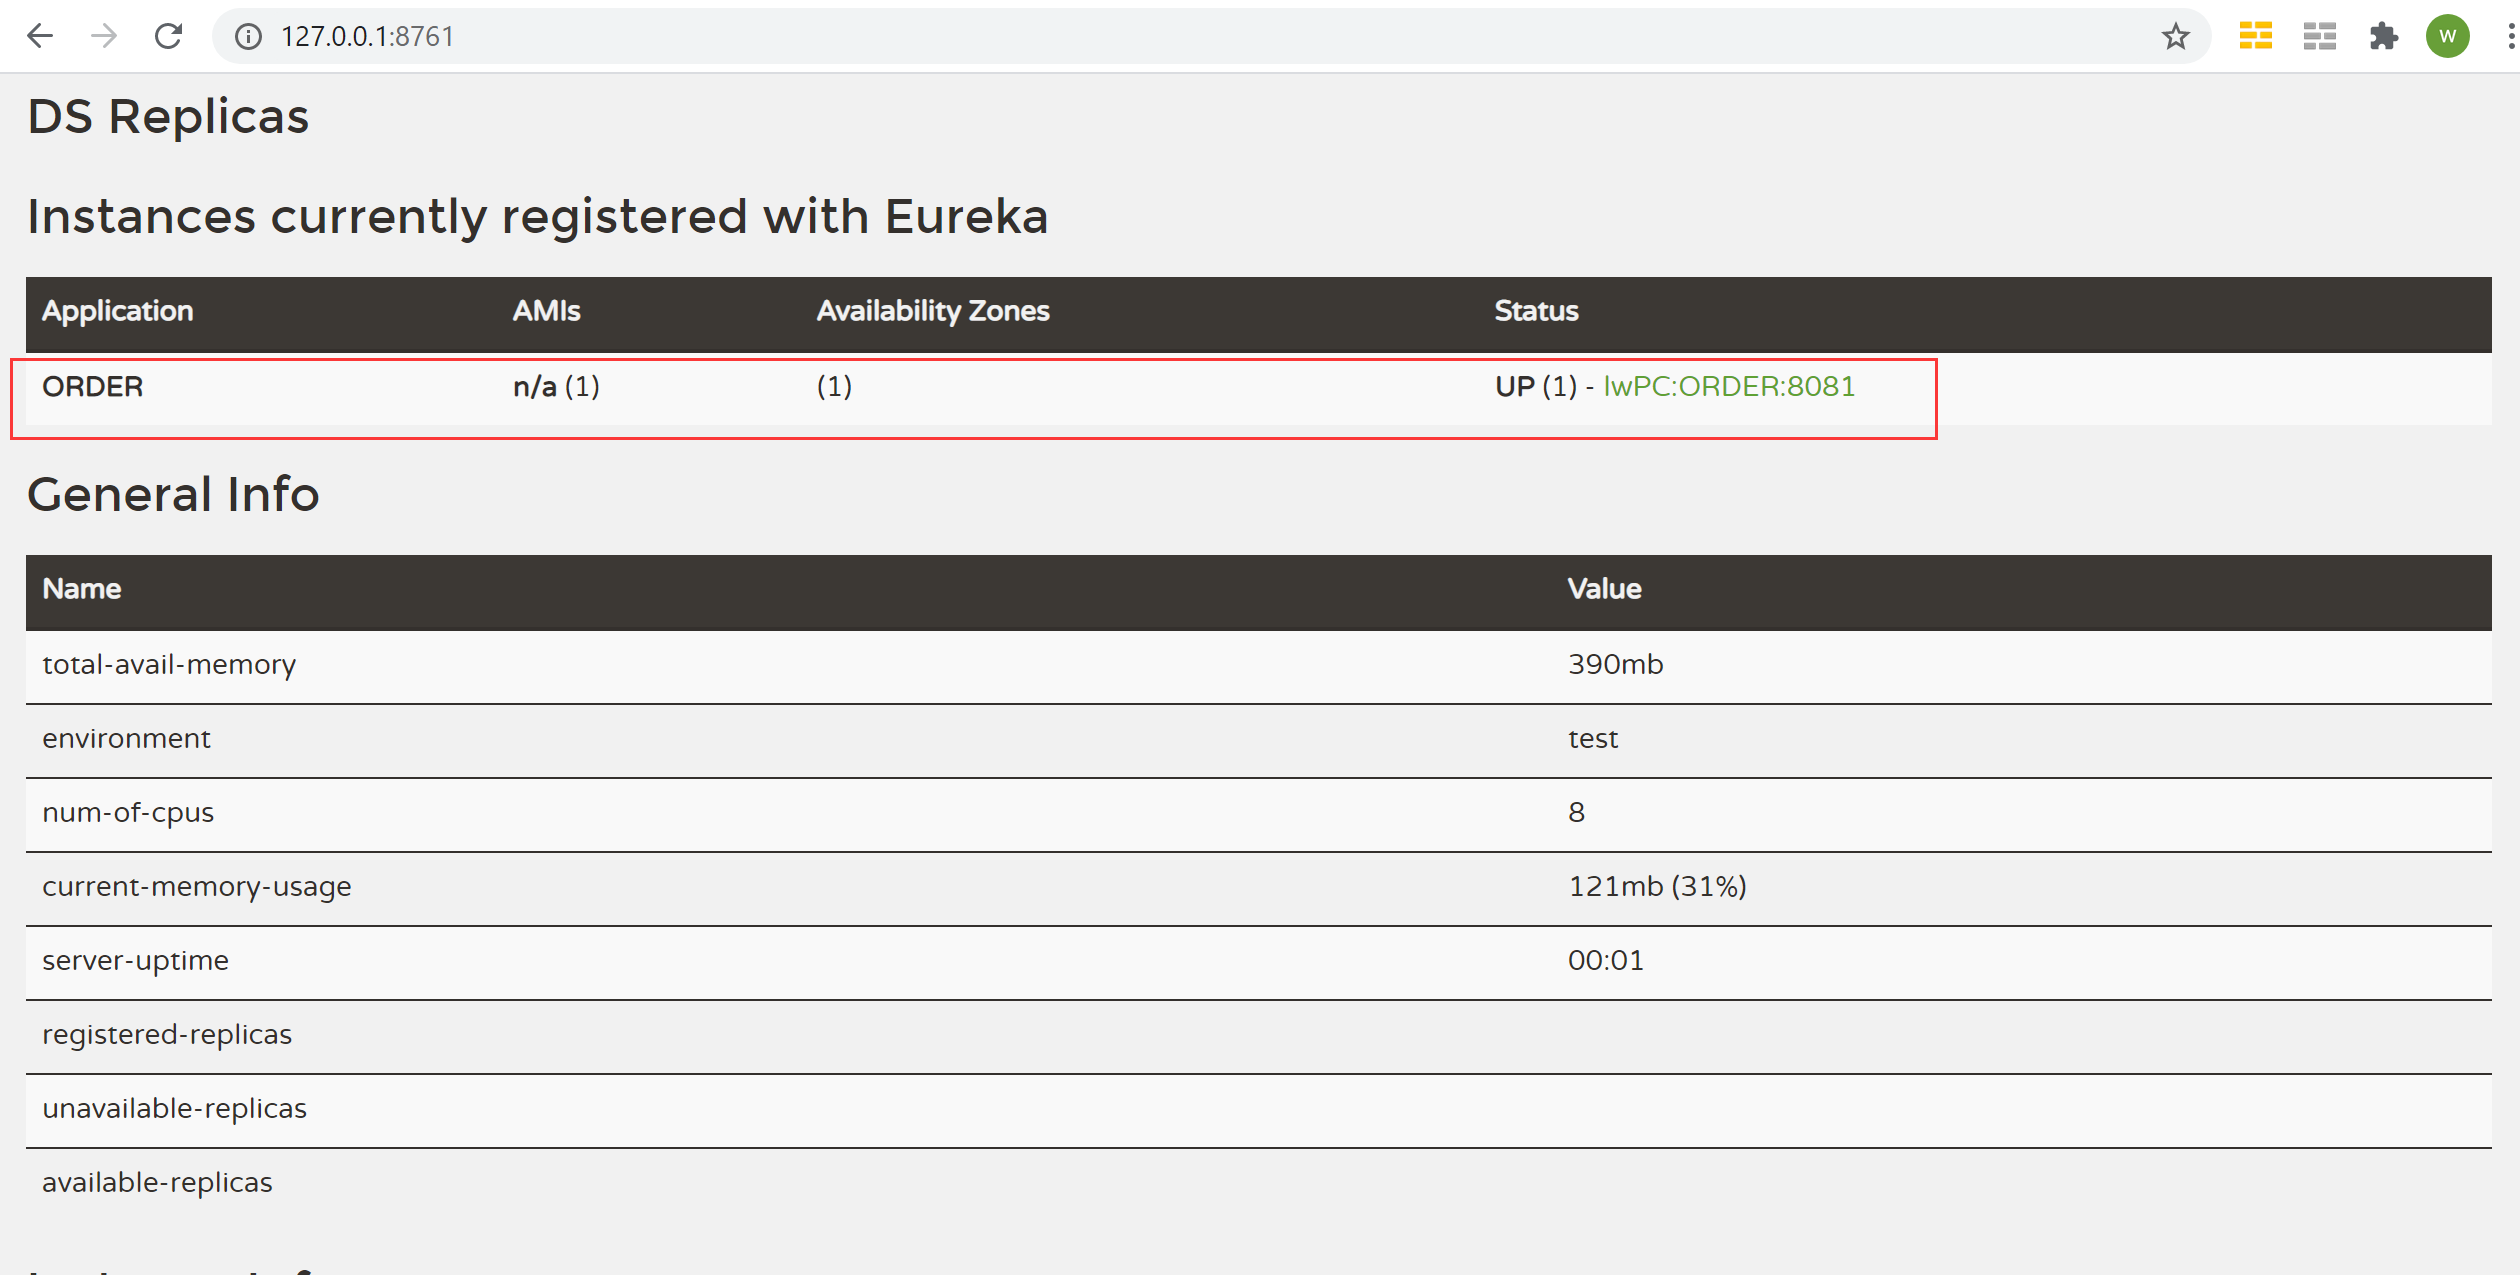 127.0.0.1:8761
W
DS Replicas
Instances currently registered with Eureka
Application AMIs Availability Zones Status
ORDER n/a (1) (1) UP (1) - lwPC:ORDER:8081
General Info
Name Value
total-avail-memory 390mb
environment test
num-of-cpus 8
current-memory-usage 121mb (31%)
server-uptime 00:01
registered-replicas
unavailable-replicas
available-replicas